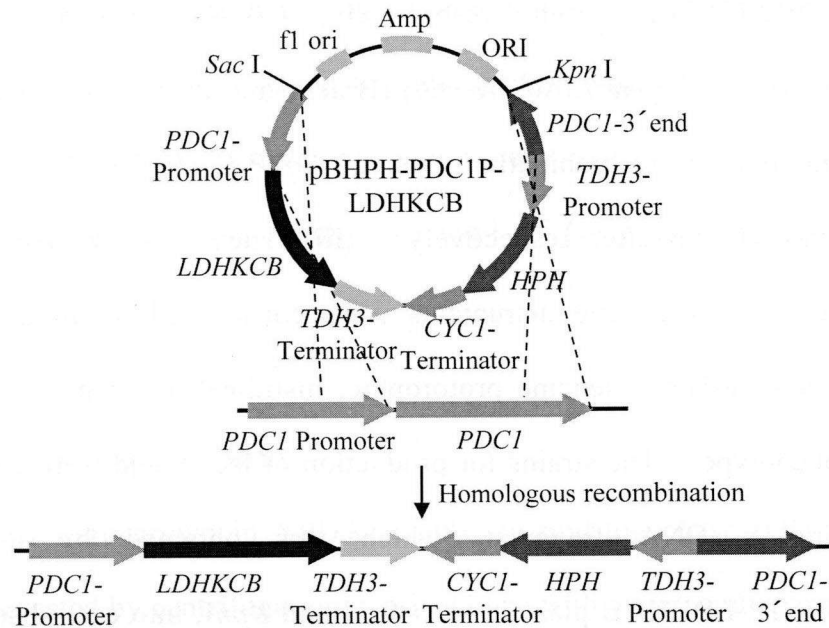 Amp
f1 ori
ORI
Sac I
Kpn I
PDC1-
Promoter
PDC1-3´ end
pBHPH-PDC1P-
LDHKCB
TDH3-
Promoter
LDHKCB
HPH
TDH3-
Terminator
CYC1-
Terminator
PDC1 Promoter
PDC1
Homologous recombination
PDC1-
Promoter
LDHKCB
TDH3-
Terminator
CYC1-
Terminator
HPH
TDH3-
Promoter
PDC1-
3´ end